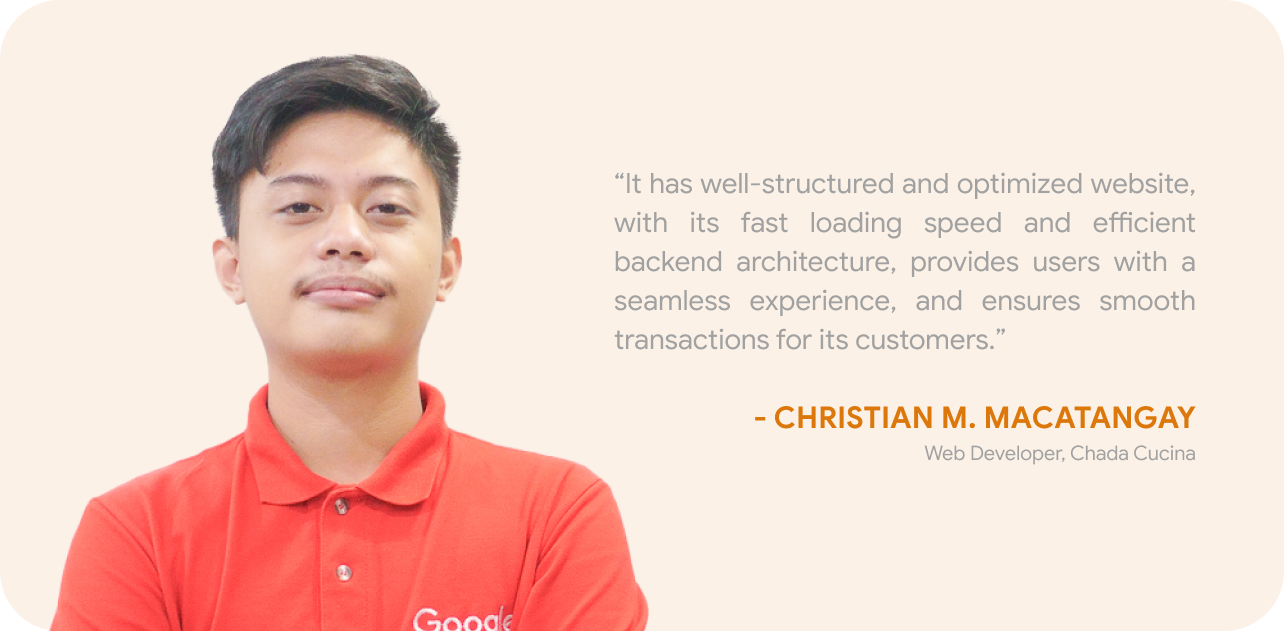 “It has well-structured and optimized website,
with its fast loading speed and efficient
backend architecture, provides users with a
seamless experience, and ensures smooth
transactions for its customers.”
- CHRISTIAN M. MACATANGAY
Web Developer, Chada Cucina
Google